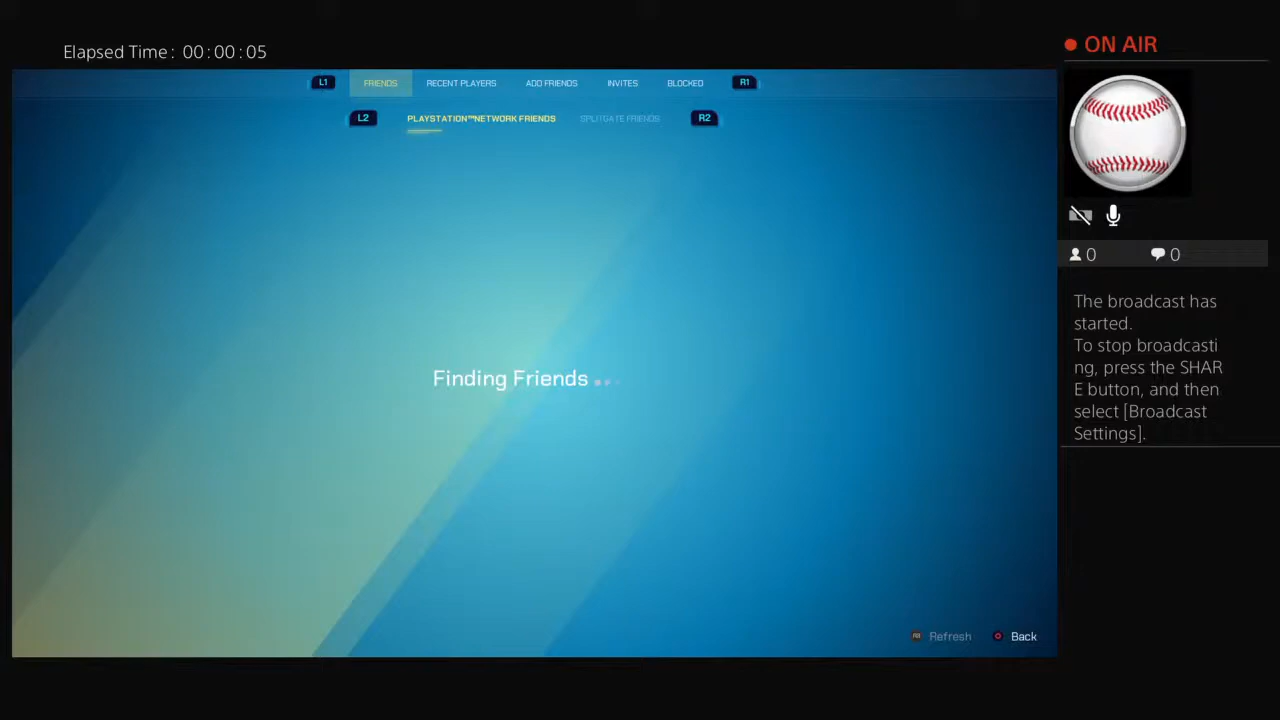 Elapsed Time: 00:00:05
ON AIR
L1 FRIENDS RECENT PLAYERS ADD FRIENDS INVITES BLOCKED R1
L2 PLAYSTATION™NETWORK FRIENDS SPLITGATE FRIENDS R2
0 0
The broadcast has
started.
To stop broadcasti
ng, press the SHAR
E button, and then
select [Broadcast
Settings].
Finding Friends
R3 Refresh Back